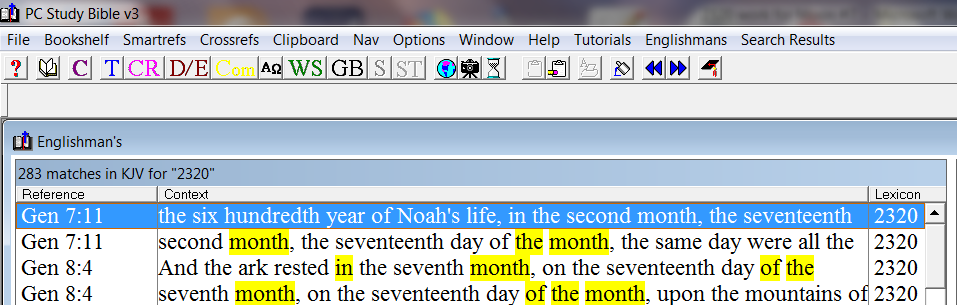 PC Study Bible v3
File Bookshelf Smartrefs Crossrefs Clipboard Nav Options Window Help Tutorials Englishmans Search Results
? C T CR D/E Com ΑΩ WS GB S ST
Englishman's
283 matches in KJV for "2320"
Reference Context Lexicon
Gen 7:11 the six hundredth year of Noah's life, in the second month, the seventeenth 2320
Gen 7:11 second month, the seventeenth day of the month, the same day were all the 2320
Gen 8:4 And the ark rested in the seventh month, on the seventeenth day of the 2320
Gen 8:4 seventh month, on the seventeenth day of the month, upon the mountains of 2320